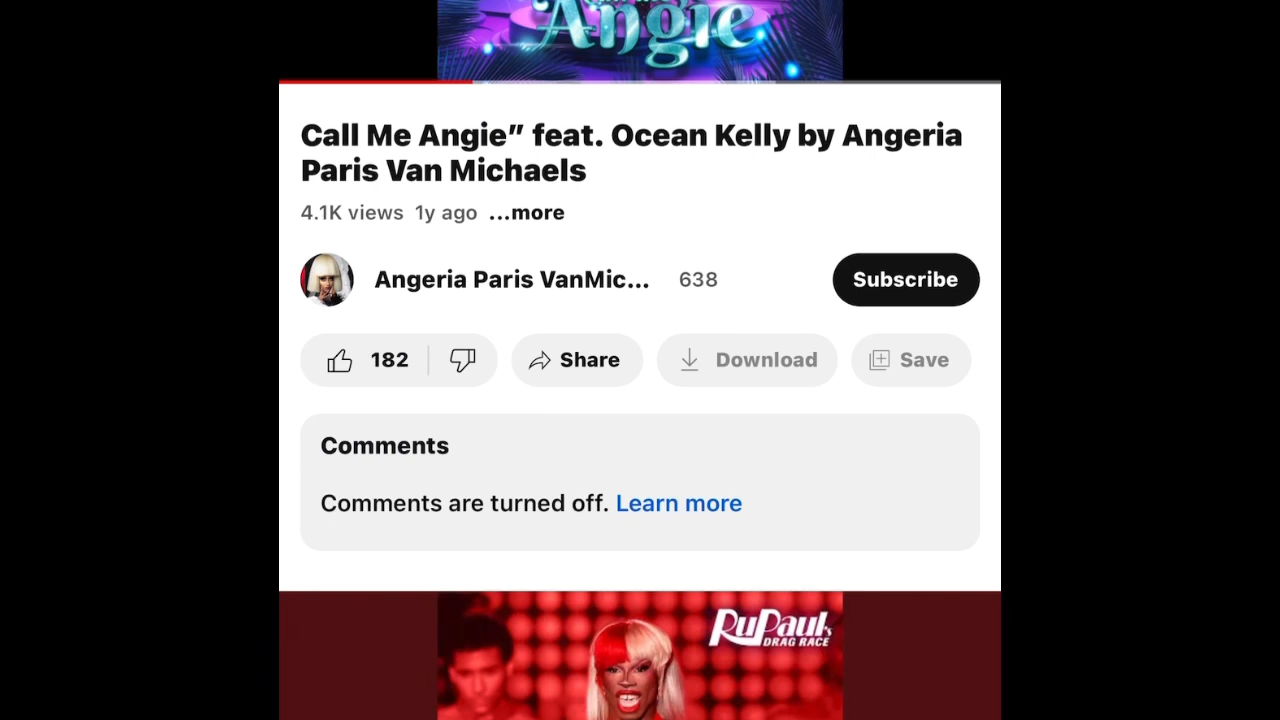 Angie
Call Me Angie” feat. Ocean Kelly by Angeria
Paris Van Michaels
4.1K views 1y ago ...more
Angeria Paris VanMic... 638 Subscribe
182 Share Download Save
Comments
Comments are turned off. Learn more
RuPaul's
DRAG RACE